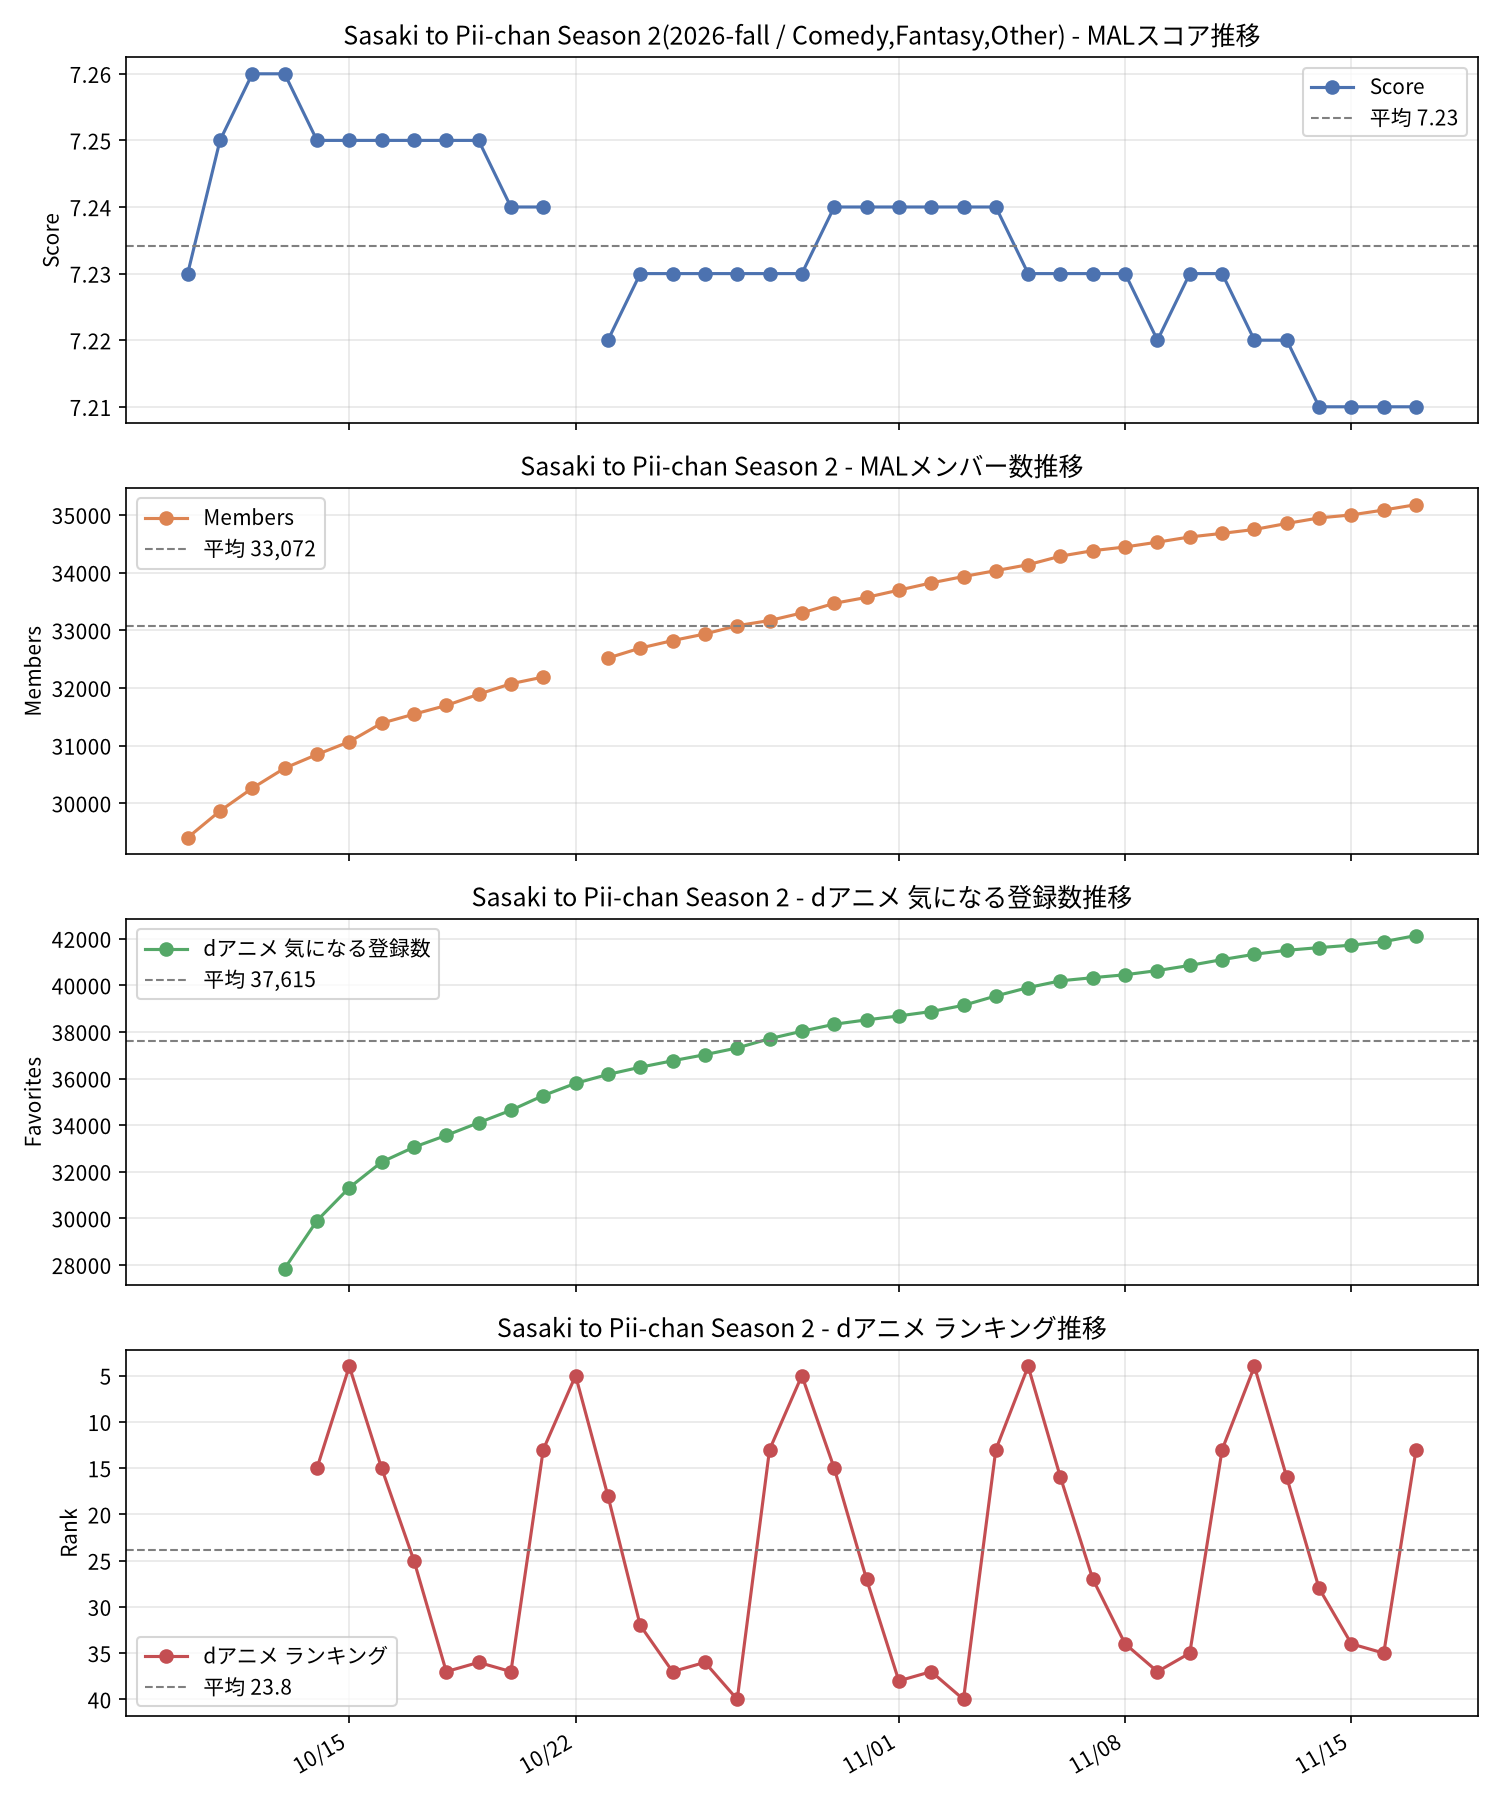 Sasaki to Pii-chan Season 2(2026-fall / Comedy,Fantasy,Other) - MALスコア推移
7.26
7.25
7.24
7.23
7.22
7.21
Score
Score
平均 7.23
Sasaki to Pii-chan Season 2 - MALメンバー数推移
35000
34000
33000
32000
31000
30000
Members
Members
平均 33,072
Sasaki to Pii-chan Season 2 - dアニメ 気になる登録数推移
42000
40000
38000
36000
34000
32000
30000
28000
Favorites
dアニメ 気になる登録数
平均 37,615
Sasaki to Pii-chan Season 2 - dアニメ ランキング推移
5
10
15
20
25
30
35
40
Rank
dアニメ ランキング
平均 23.8
10/15
10/22
11/01
11/08
11/15